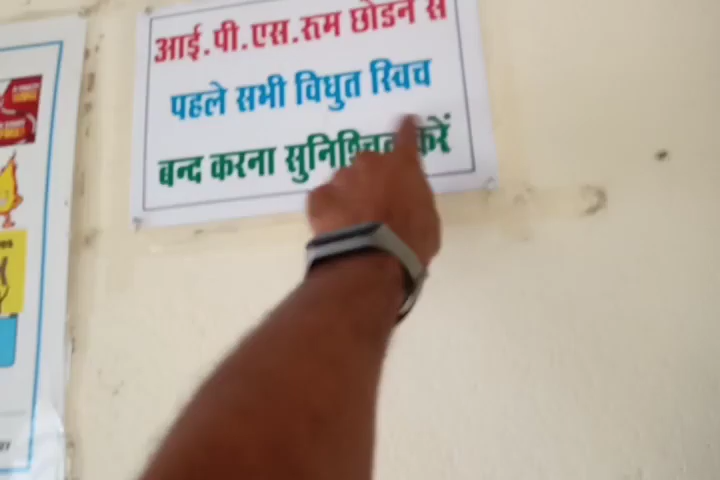 आई.पी.एस.रूम छोडने से
पहले सभी विधुत स्विच
बन्द करना सुनिश्चित करें